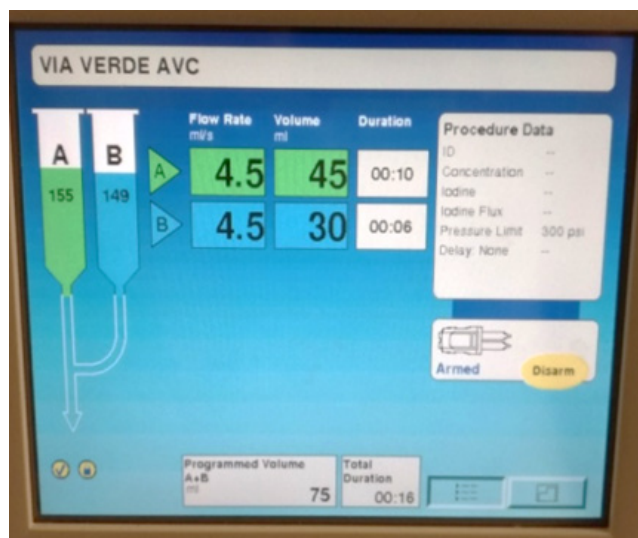 VIA VERDE AVC
A B
155 149
Flow Rate Volume Duration
ml/s ml
A 4.5 45 00:10
B 4.5 30 00:06
Procedure Data
ID --
Concentration --
Iodine --
Iodine Flux --
Pressure Limit 300 psi
Delay: None --
Armed Disarm
Programmed Volume
A+B
ml 75
Total
Duration
00:16